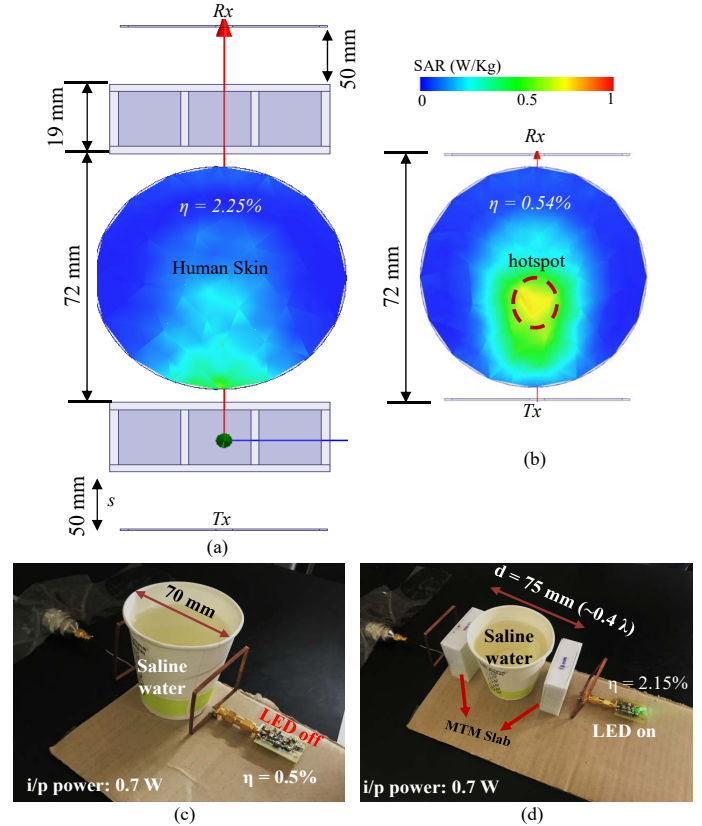 Rx
50 mm
19 mm
η = 2.25%
Human Skin
72 mm
50 mm
s
Tx
(a)
SAR (W/Kg)
0 0.5 1
Rx
η = 0.54%
hotspot
72 mm
Tx
(b)
70 mm
Saline
water
LED off
η = 0.5%
i/p power: 0.7 W
(c)
d = 75 mm (~0.4 λ)
Saline
water
η = 2.15%
MTM Slab
LED on
i/p power: 0.7 W
(d)